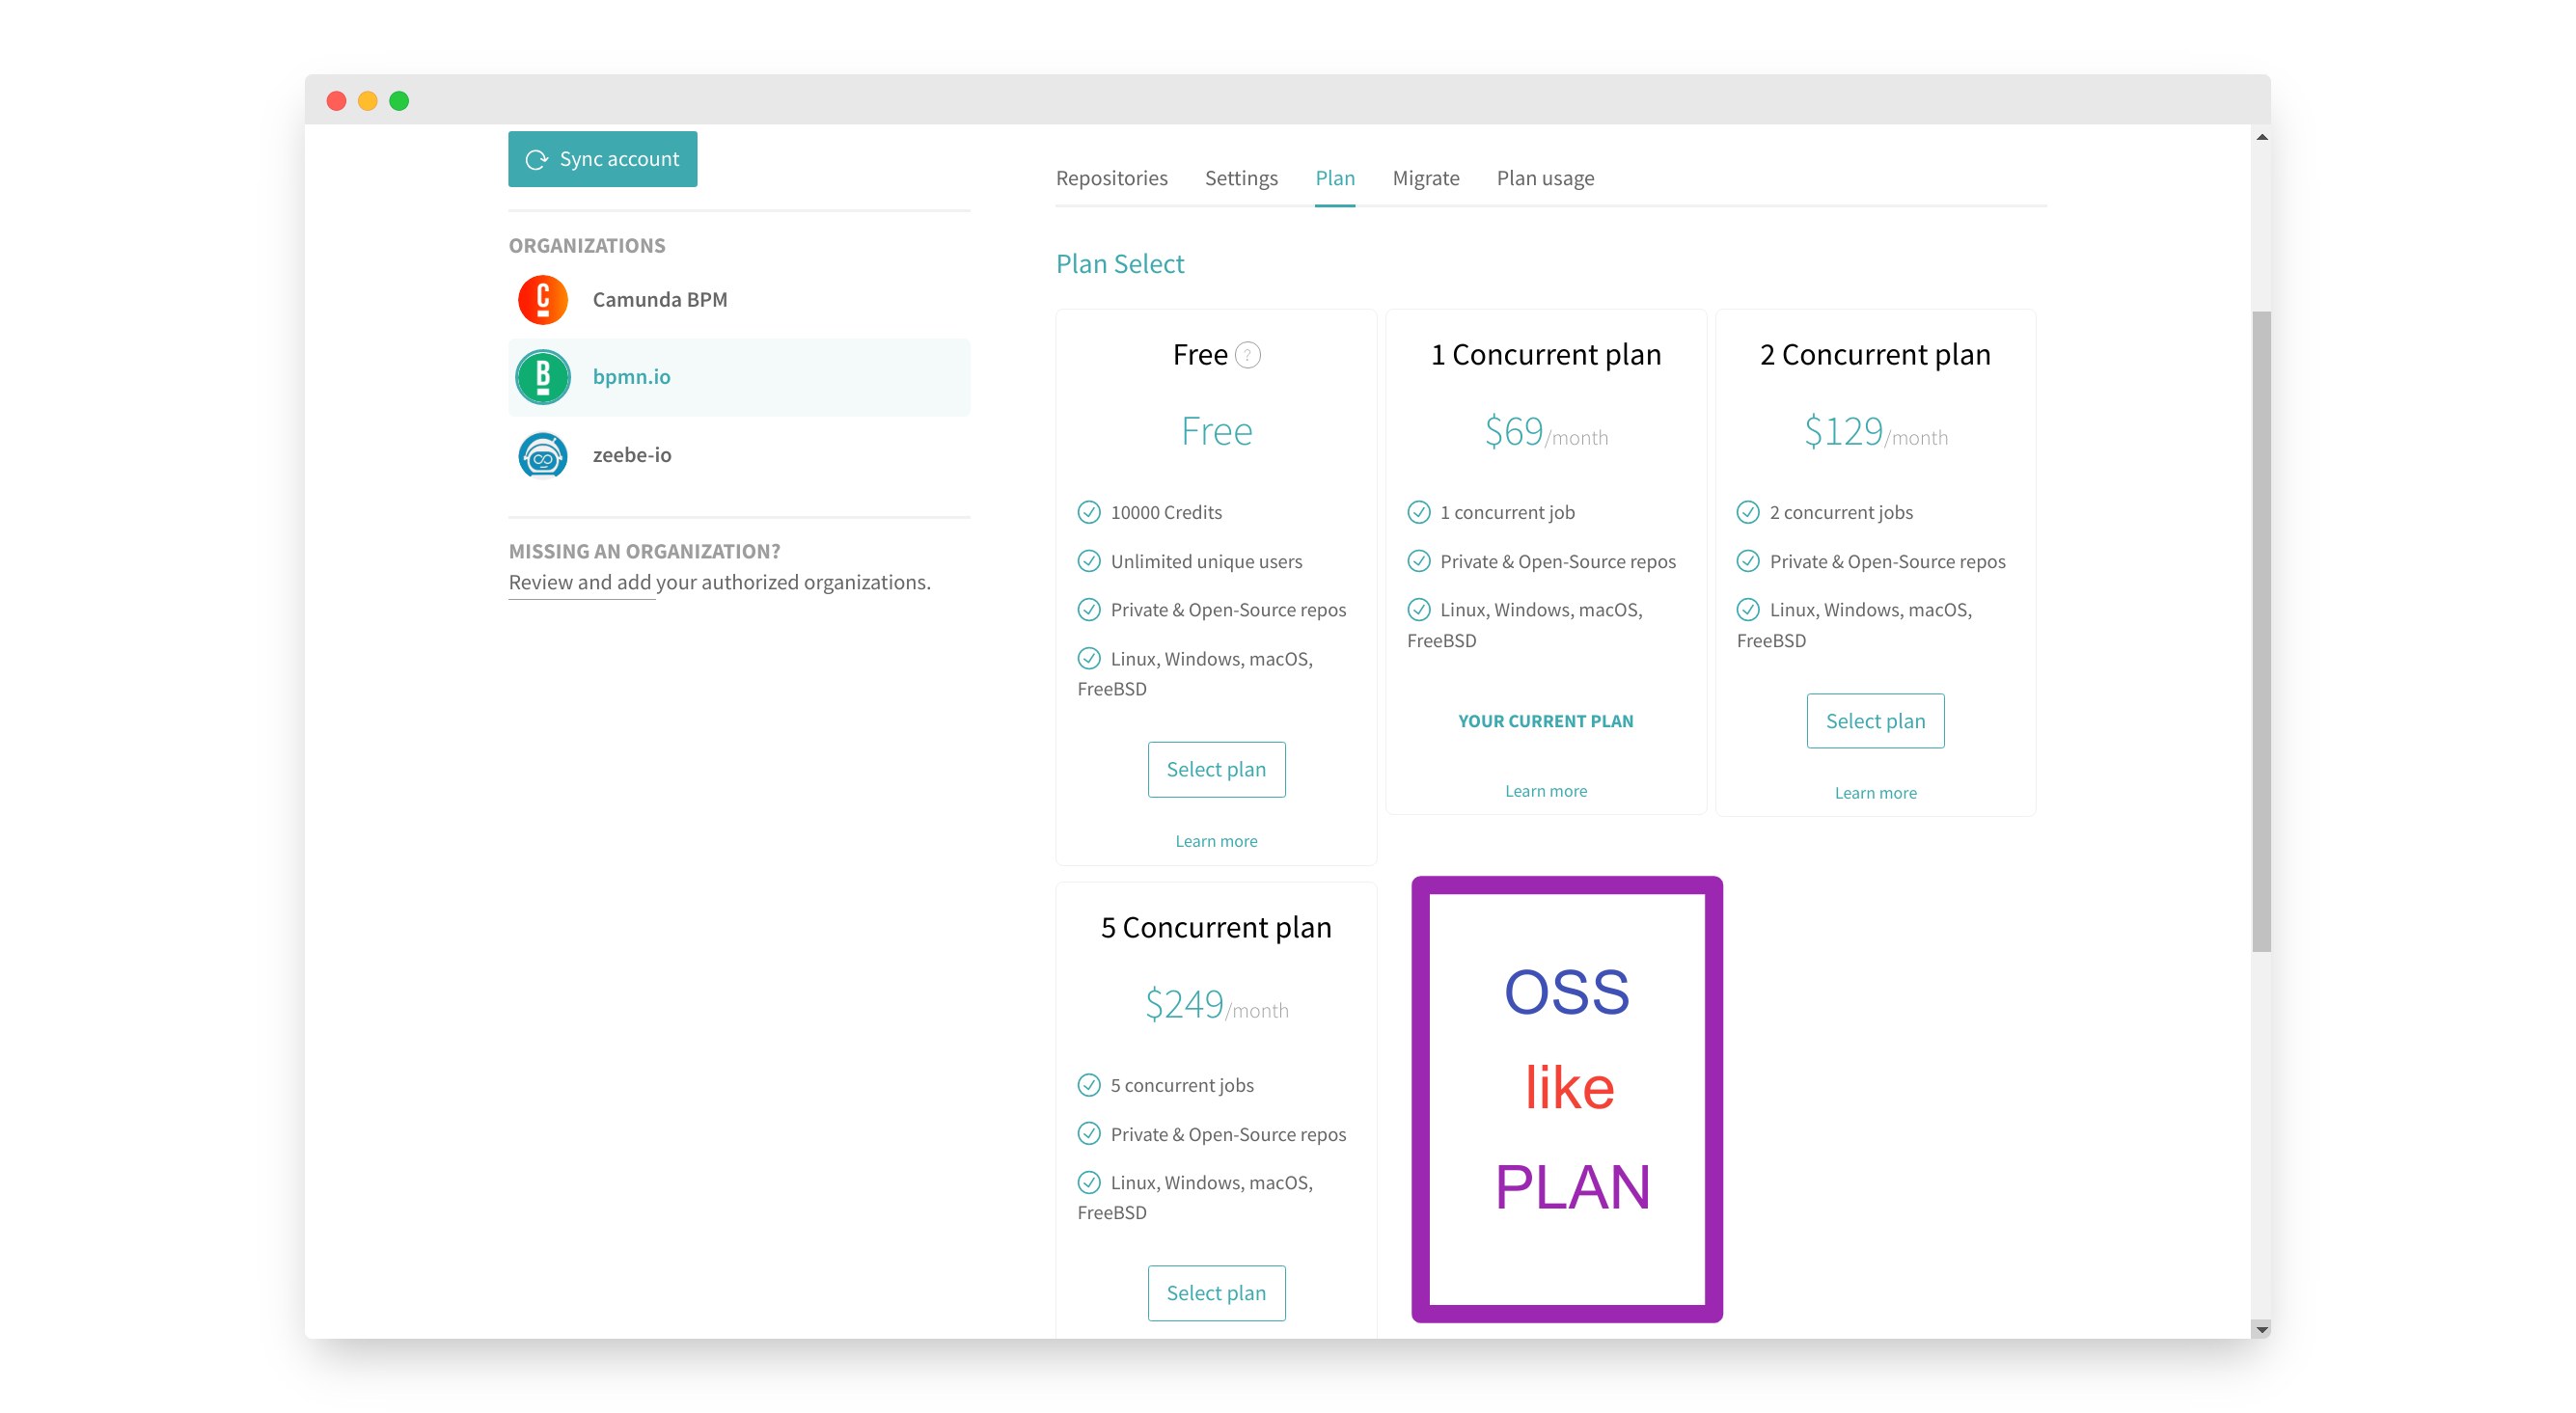 Sync account
ORGANIZATIONS
Camunda BPM
bpmn.io
zeebe-io
MISSING AN ORGANIZATION?
Review and add your authorized organizations.
Repositories Settings Plan Migrate Plan usage
Plan Select
Free ?
Free
10000 Credits
Unlimited unique users
Private & Open-Source repos
Linux, Windows, macOS,
FreeBSD
Select plan
Learn more
1 Concurrent plan
$69/month
1 concurrent job
Private & Open-Source repos
Linux, Windows, macOS,
FreeBSD
YOUR CURRENT PLAN
Learn more
2 Concurrent plan
$129/month
2 concurrent jobs
Private & Open-Source repos
Linux, Windows, macOS,
FreeBSD
Select plan
Learn more
5 Concurrent plan
$249/month
5 concurrent jobs
Private & Open-Source repos
Linux, Windows, macOS,
FreeBSD
Select plan
OSS
like
PLAN